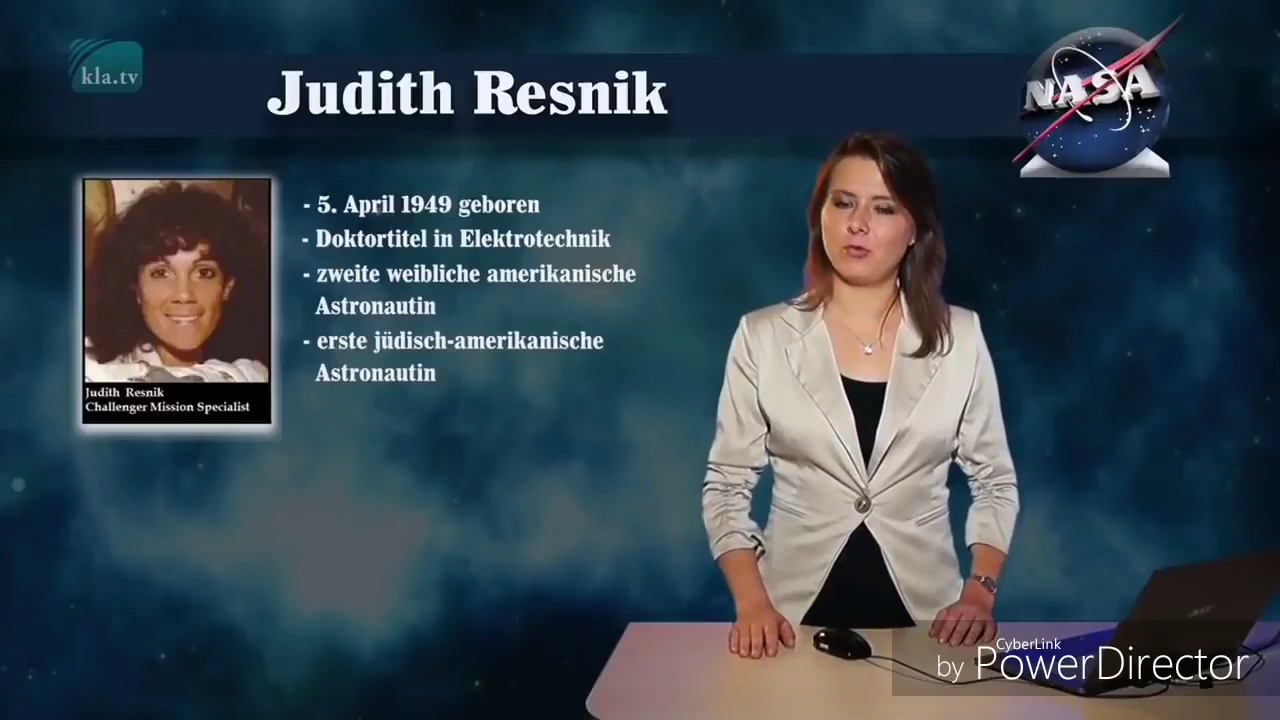 kla.tv
Judith Resnik
NASA
- 5. April 1949 geboren
- Doktortitel in Elektrotechnik
- zweite weibliche amerikanische
Astronautin
- erste jüdisch-amerikanische
Astronautin
Judith Resnik
Challenger Mission Specialist
acer
CyberLink
by PowerDirector